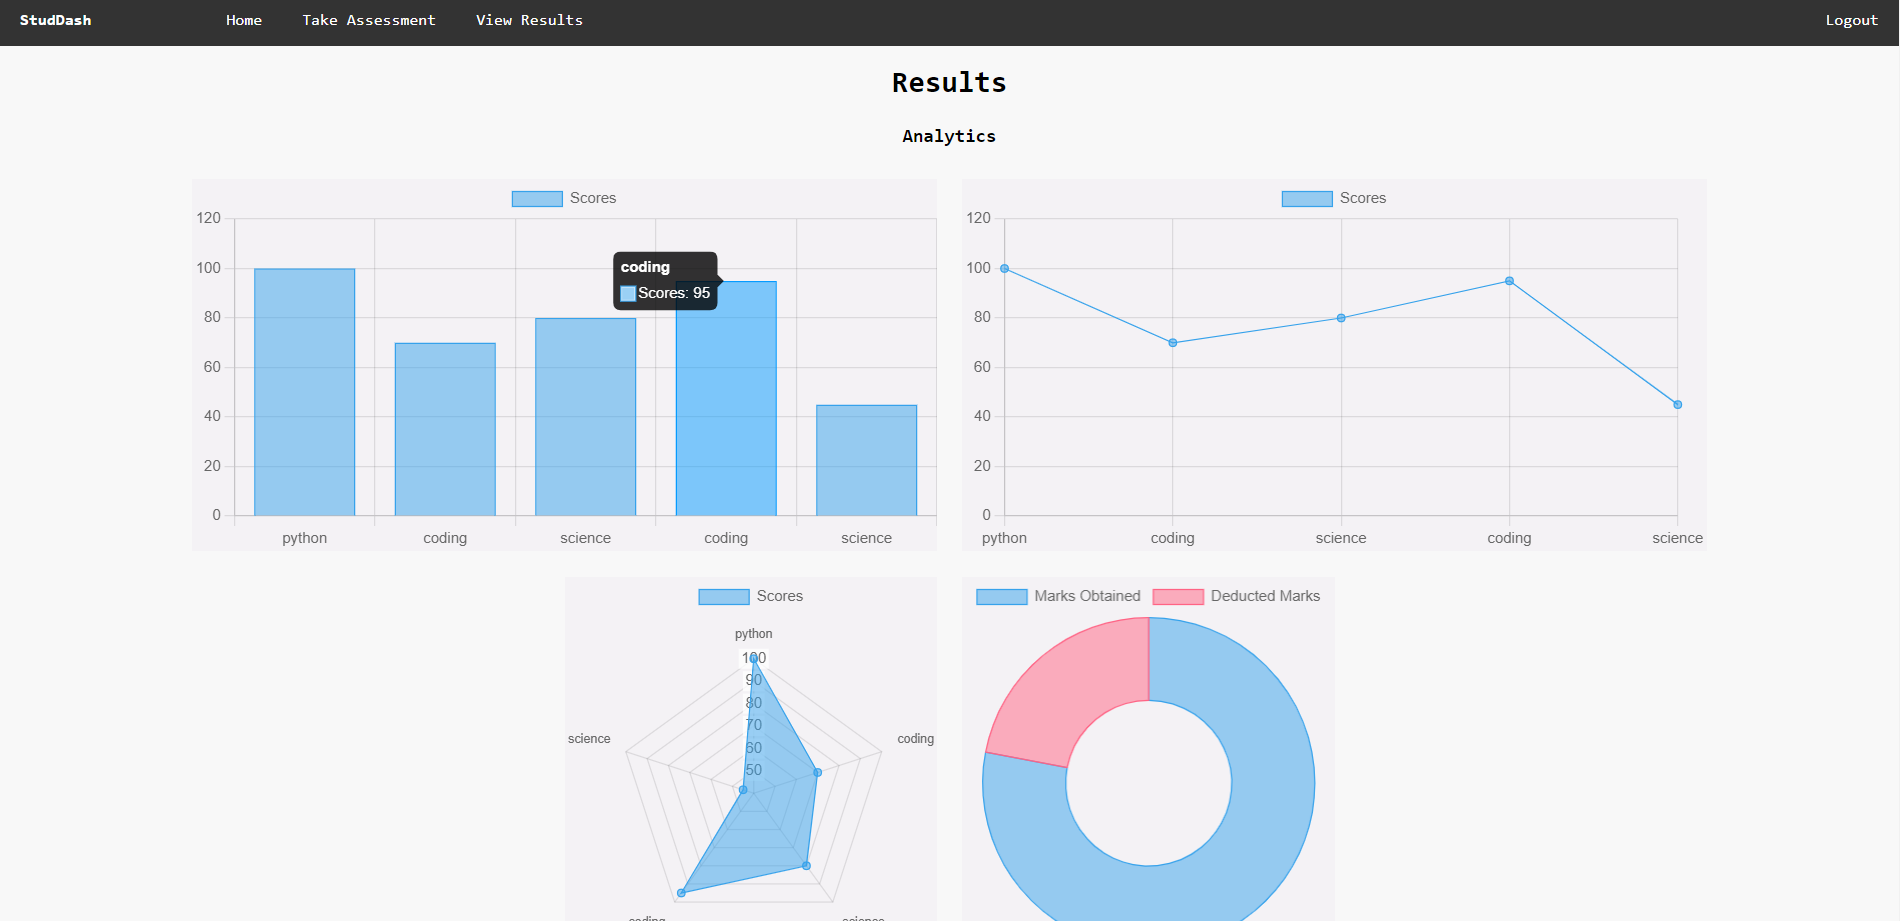 StudDash Home Take Assessment View Results Logout
Results
Analytics
Scores
120
100
80
60
40
20
0
python coding science coding science
coding
Scores: 95
Scores
120
100
80
60
40
20
0
python coding science coding science
Scores
python
100
90
80
70
60
50
science coding
coding science
Marks Obtained Deducted Marks